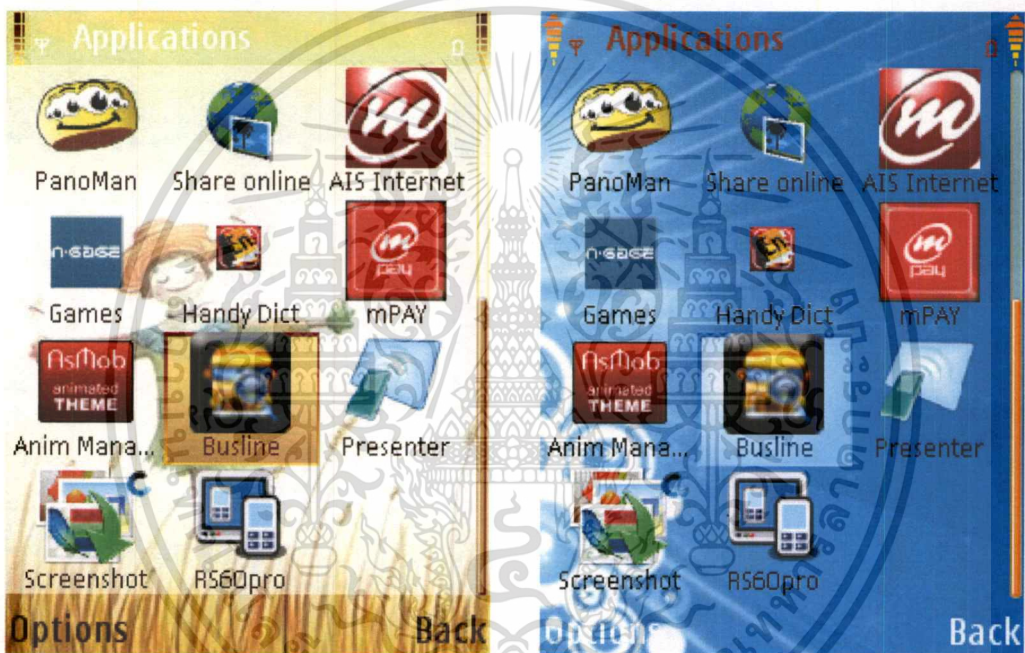 Applications
PanoMan Share online AIS Internet
n·gage
m pay
Games Handy Dict mPAY
AsMob
animated
THEME
Anim Mana... Busline Presenter
Screenshot RS60pro
Options Back
Applications
PanoMan Share online AIS Internet
n·gage
m pay
Games Handy Dict mPAY
AsMob
animated
THEME
Anim Mana... Busline Presenter
Screenshot RS60pro
Options Back